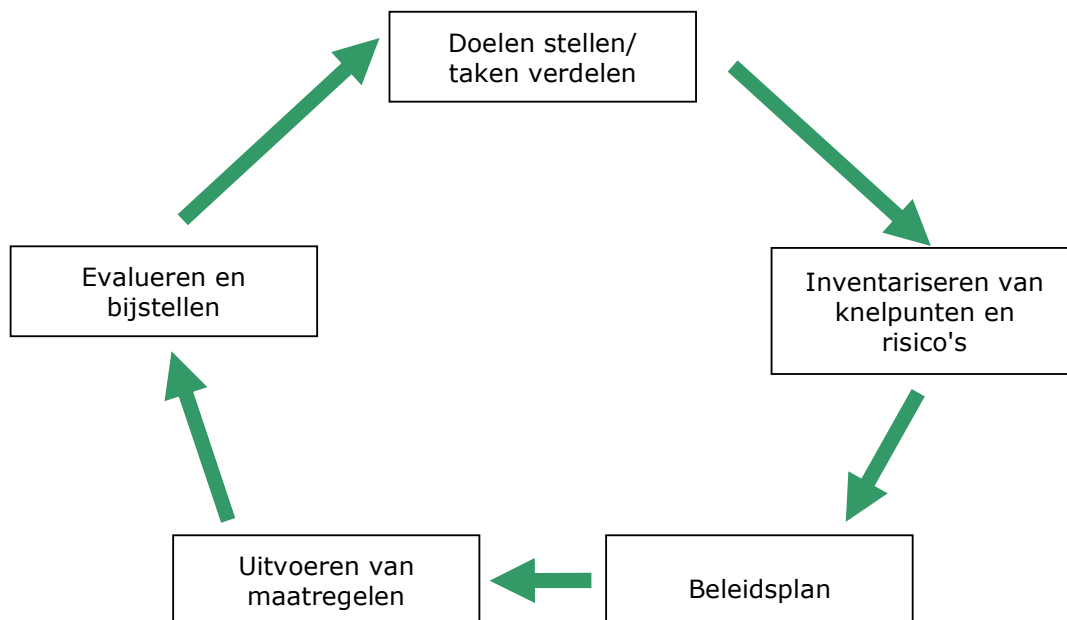 Doelen stellen/
taken verdelen
Inventariseren van
knelpunten en
risico's
Beleidsplan
Uitvoeren van
maatregelen
Evalueren en
bijstellen